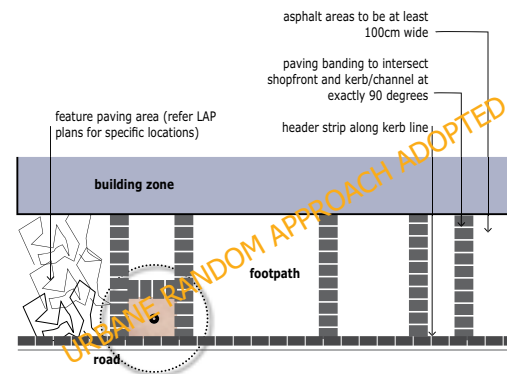 asphalt areas to be at least
100cm wide
paving banding to intersect
shopfront and kerb/channel at
exactly 90 degrees
header strip along kerb line
feature paving area (refer LAP
plans for specific locations)
building zone
footpath
road
URBANE RANDOM APPROACH ADOPTED